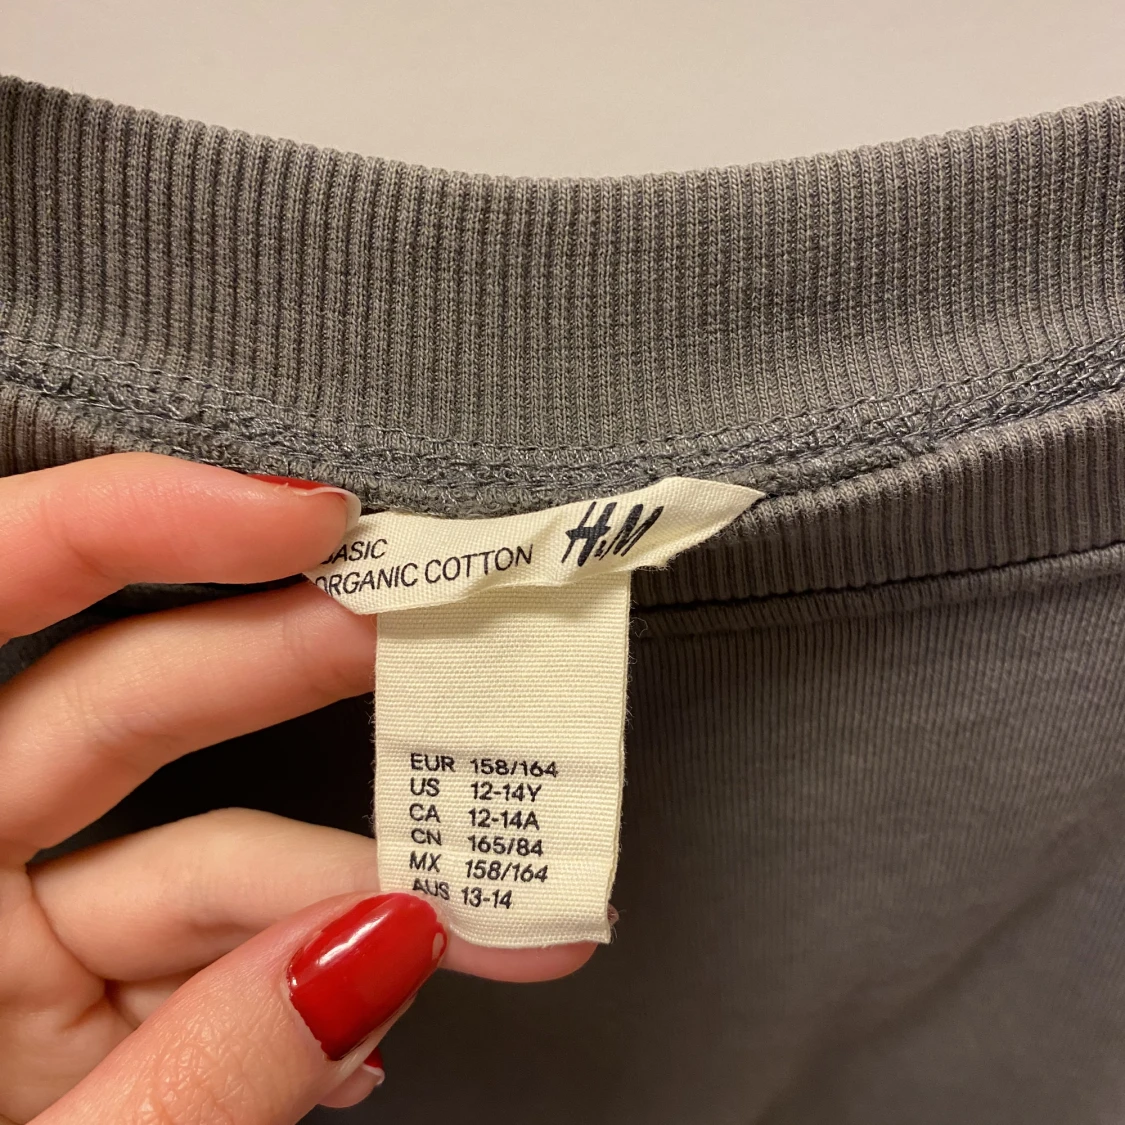 BASIC
ORGANIC COTTON
H&M
EUR 158/164
US 12-14Y
CA 12-14A
CN 165/84
MX 158/164
AUS 13-14